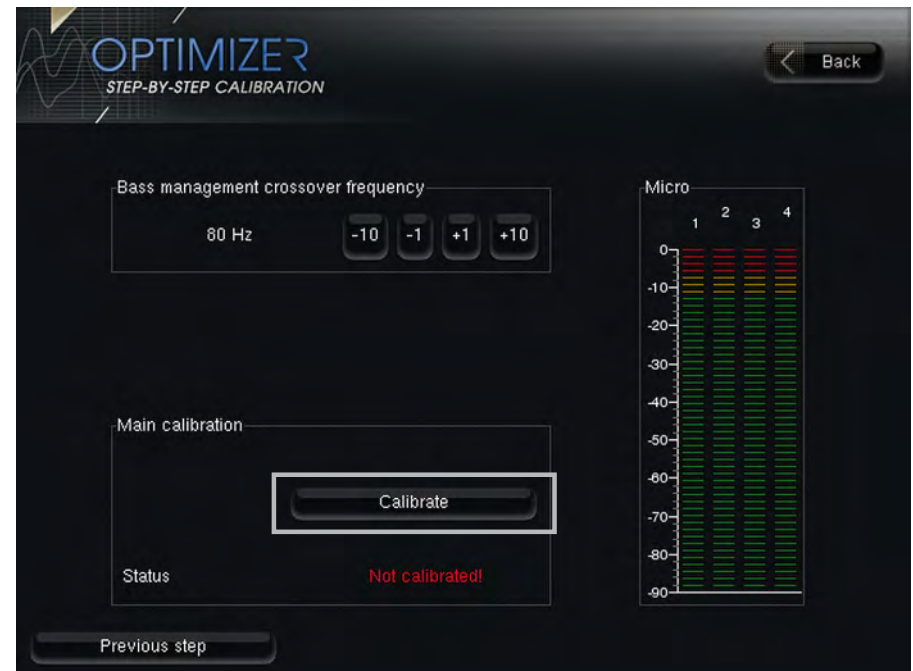 OPTIMIZER
STEP-BY-STEP CALIBRATION
Back
Bass management crossover frequency
80 Hz
-10 -1 +1 +10
Micro
1 2 3 4
0
-10
-20
-30
-40
-50
-60
-70
-80
-90
Main calibration
Calibrate
Status Not calibrated!
Previous step